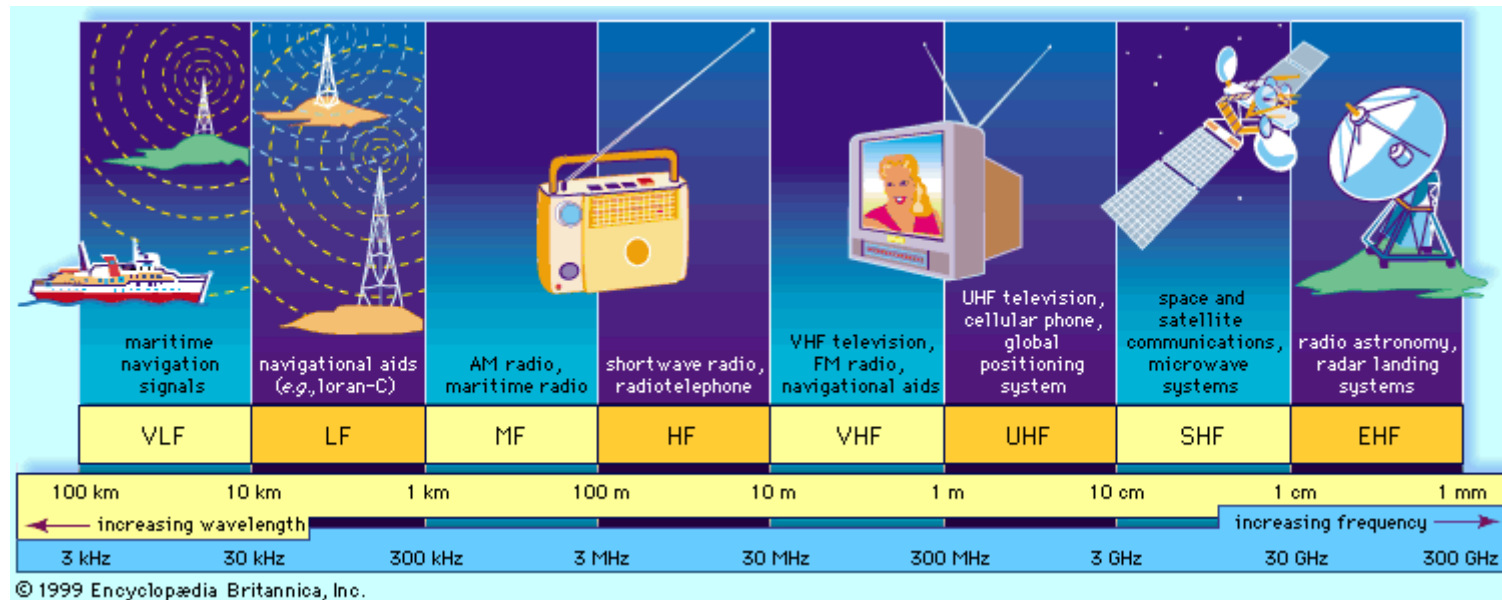 maritime
navigation
signals
navigational aids
(e.g., loran-C)
AM radio,
maritime radio
shortwave radio,
radiotelephone
VHF television,
FM radio,
navigational aids
UHF television,
cellular phone,
global
positioning
system
space and
satellite
communications,
microwave
systems
radio astronomy,
radar landing
systems
VLF LF MF HF VHF UHF SHF EHF
100 km 10 km 1 km 100 m 10 m 1 m 10 cm 1 cm 1 mm
increasing wavelength increasing frequency
3 kHz 30 kHz 300 kHz 3 MHz 30 MHz 300 MHz 3 GHz 30 GHz 300 GHz
© 1999 Encyclopædia Britannica, Inc.